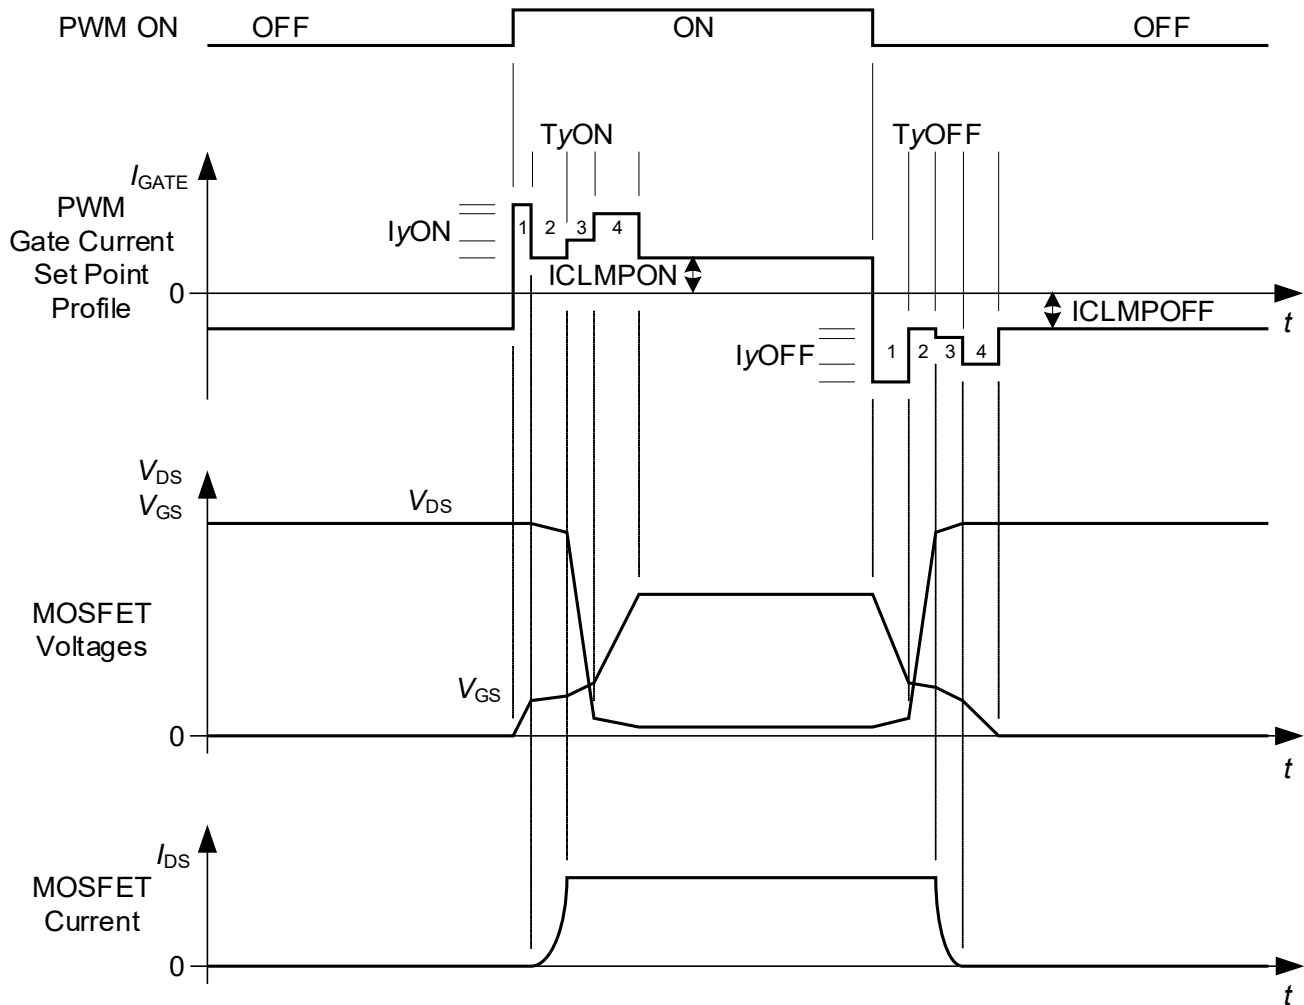 PWM ON
OFF
ON
OFF
TyON
TyOFF
IGATE
PWM
Gate Current
Set Point
Profile
IyON
1
2
3
4
ICLMPON
0
t
ICLMPOFF
IyOFF
1
2
3
4
VDS
VGS
VDS
MOSFET
Voltages
VGS
0
t
IDS
MOSFET
Current
0
t